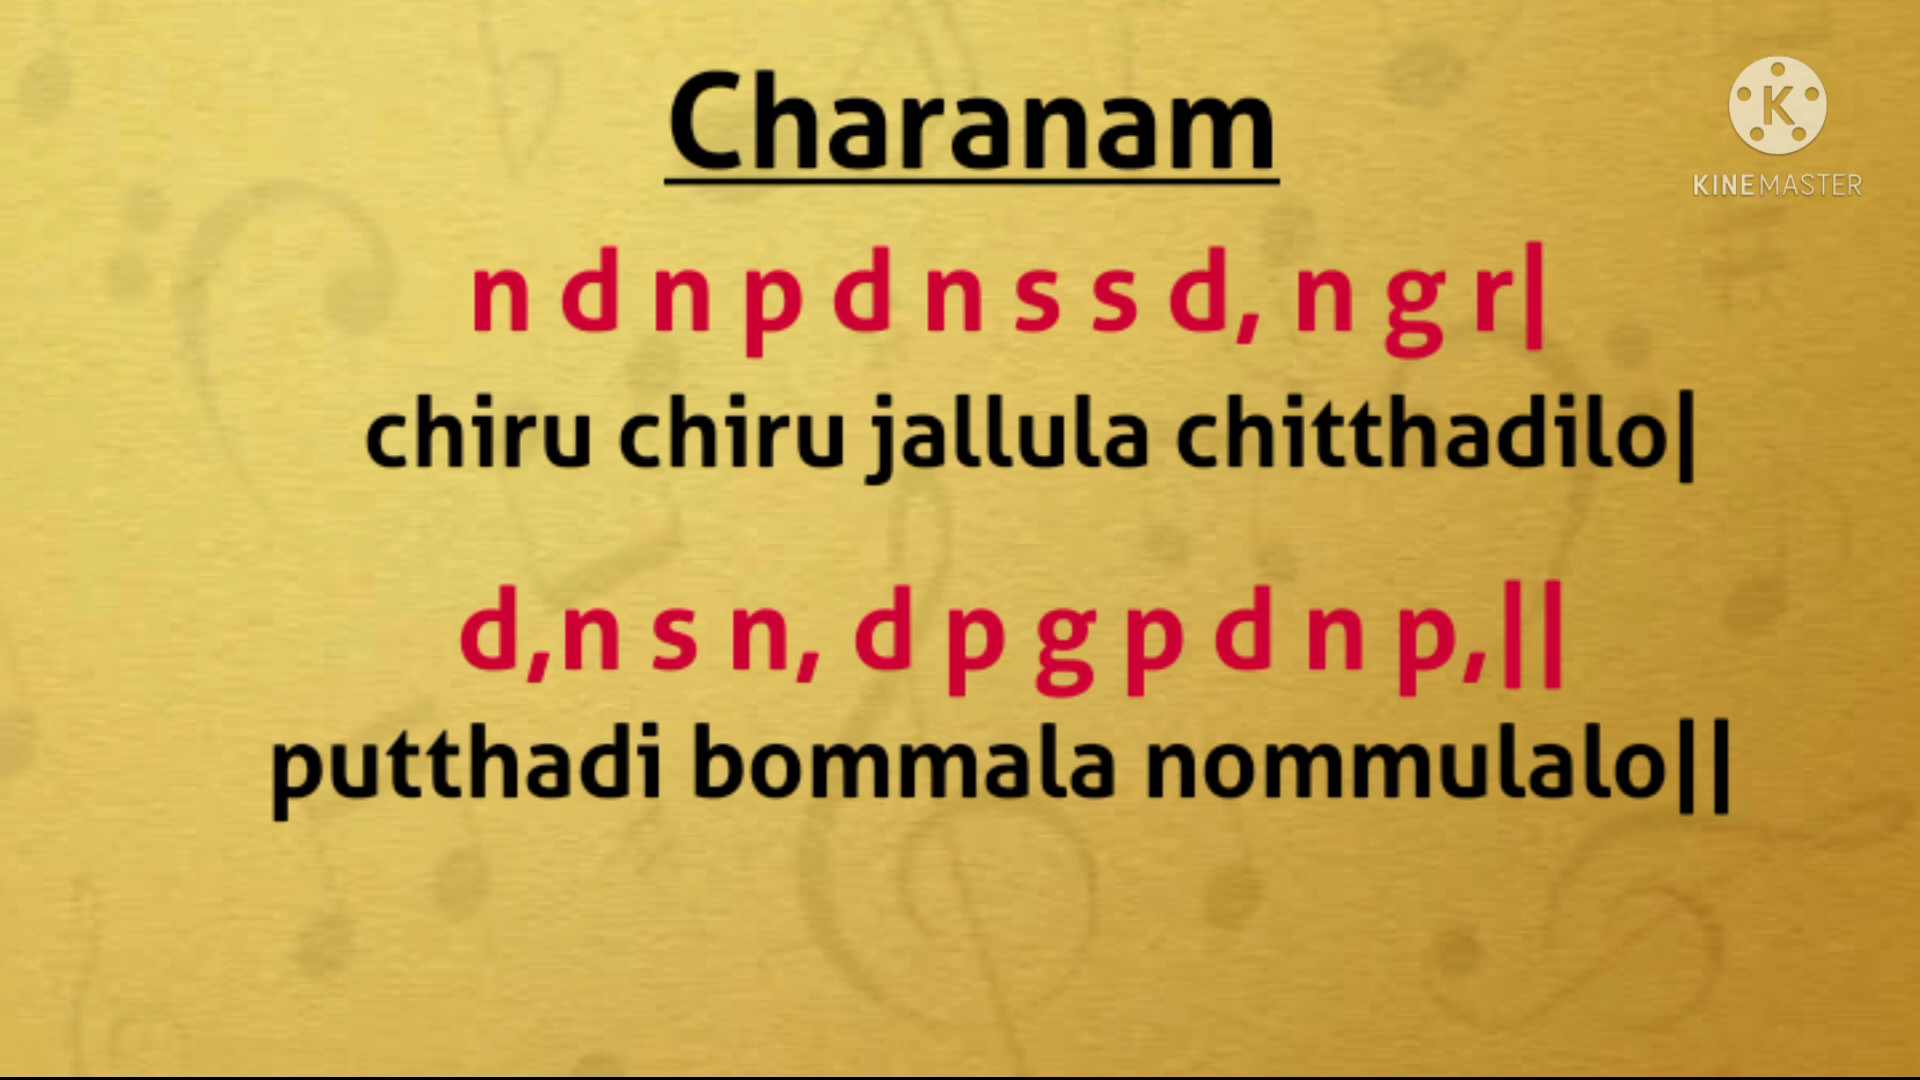 Charanam
K
KINEMASTER
n d n p d n s s d, n g r|
chiru chiru jallula chitthadilo|
d,n s n, d p g p d n p,||
putthadi bommala nommulalo||